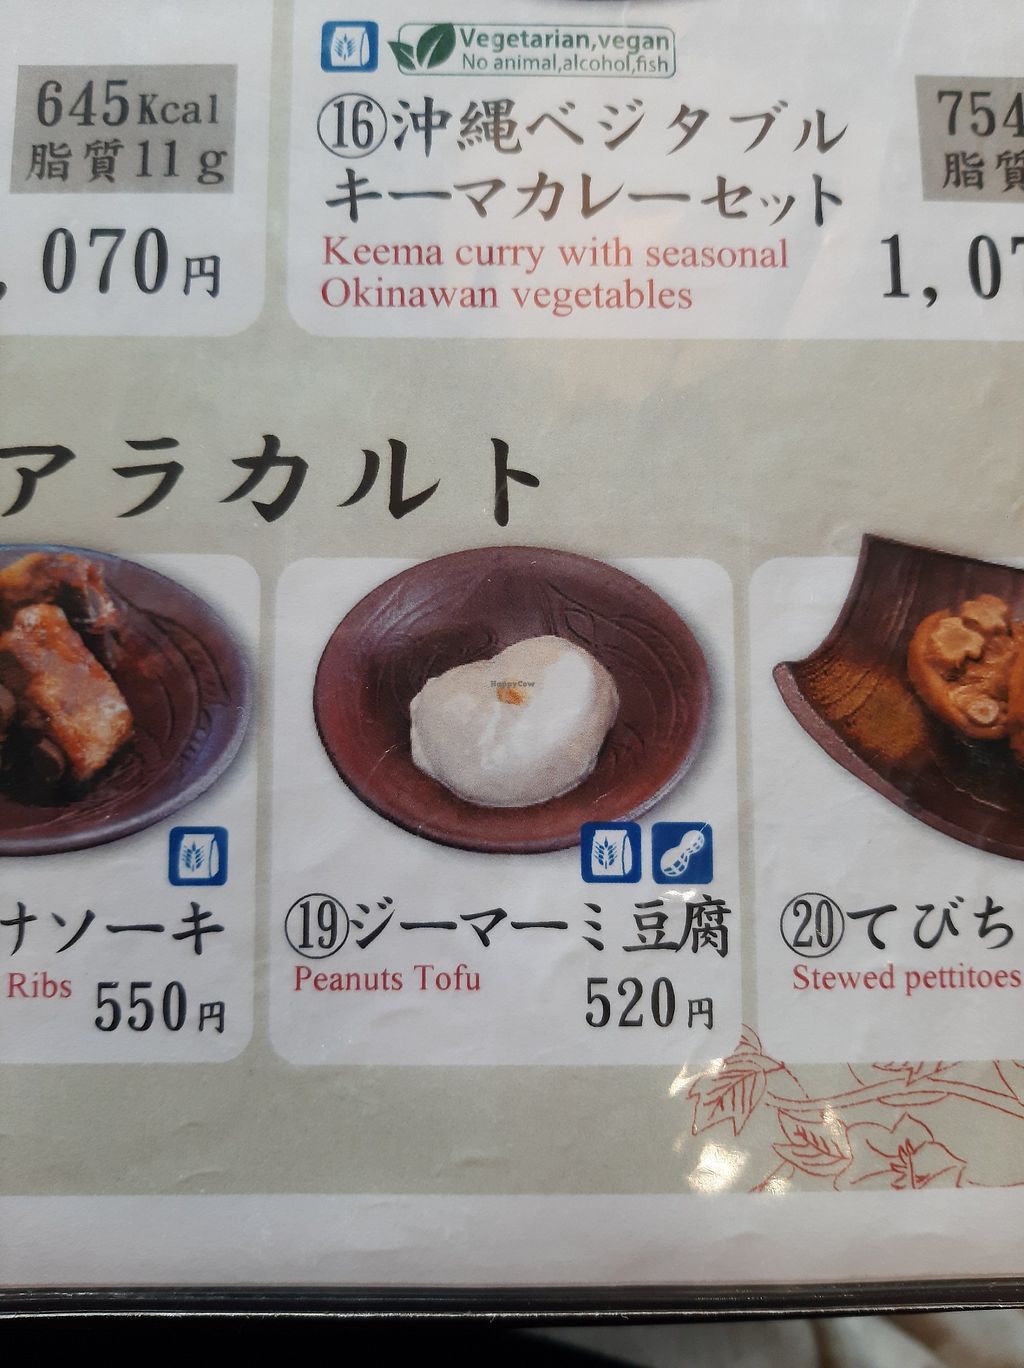 Vegetarian,vegan
No animal,alcohol,fish
645Kcal
脂質11g
,070円
⑯沖縄ベジタブル
キーマカレーセット
Keema curry with seasonal
Okinawan vegetables
754
脂質
1,07
アラカルト
HappyCow
ナソーキ
Ribs
550円
⑲ジーマーミ豆腐
Peanuts Tofu
520円
⑳てびち
Stewed pettitoes